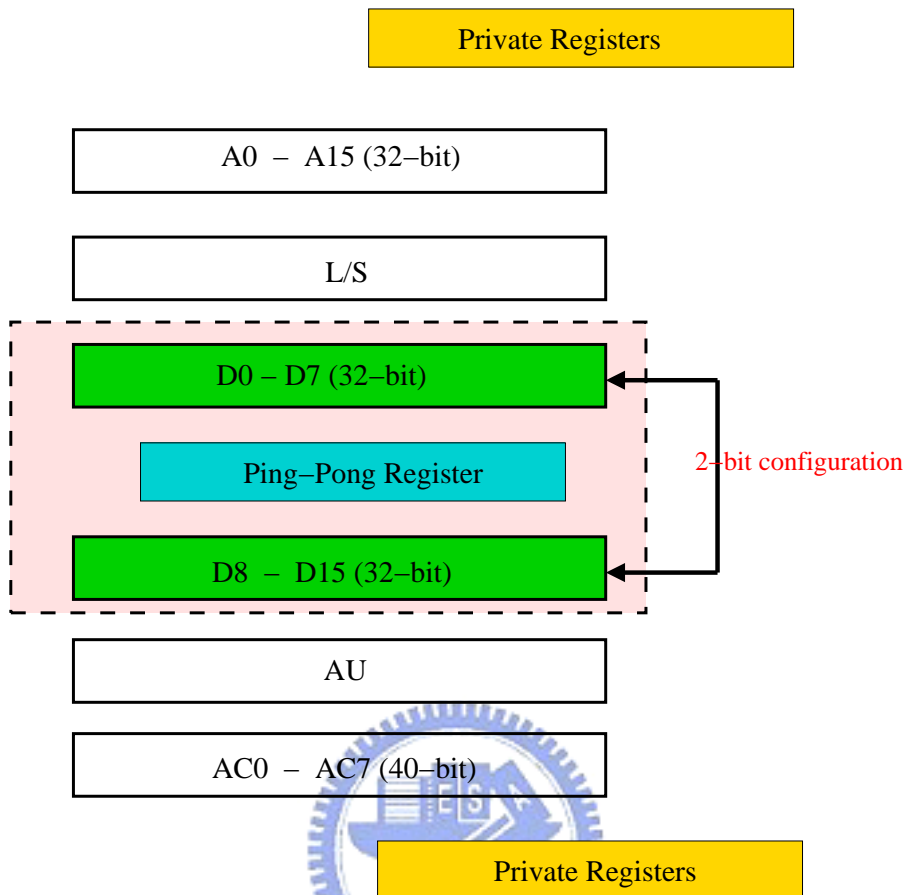 Private Registers
A0 − A15 (32−bit)
L/S
D0 − D7 (32−bit)
2−bit configuration
Ping−Pong Register
D8 − D15 (32−bit)
AU
AC0 − AC7 (40−bit)
E S
Private Registers